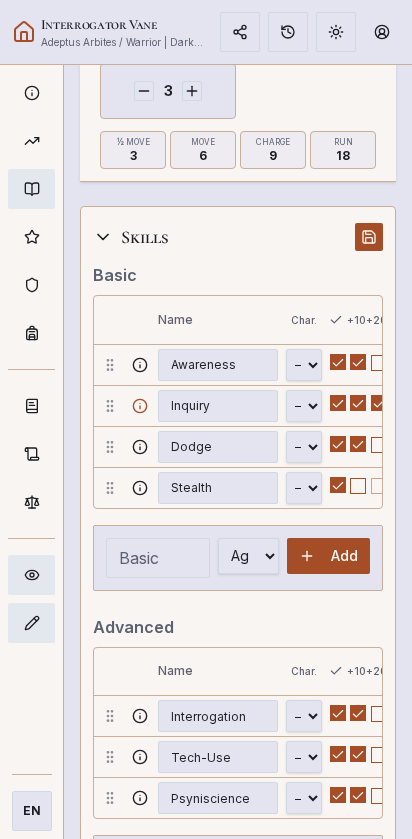 Interrogator Vane
Adeptus Arbites / Warrior | Dark...
3
½ MOVE
3
MOVE
6
CHARGE
9
RUN
18
Skills
Basic
Name Char. +10
Awareness –
Inquiry –
Dodge –
Stealth –
Basic Ag Add
Advanced
Name Char. +10
Interrogation –
Tech-Use –
Psyniscience –
EN